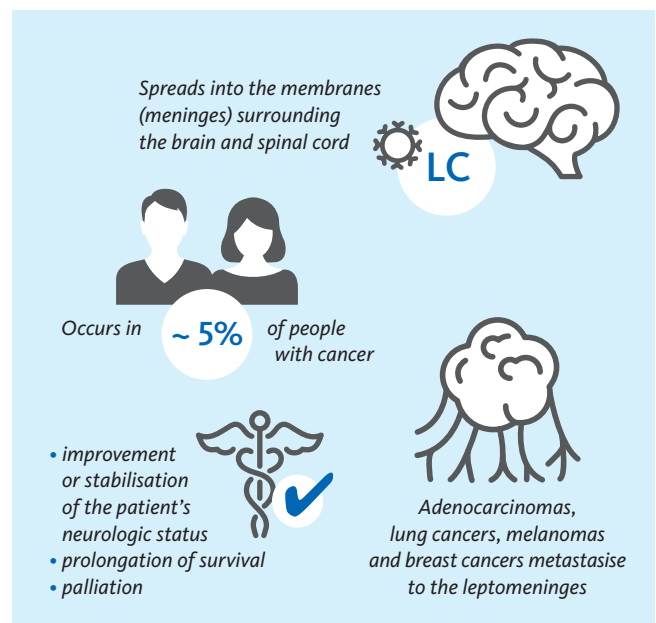 Spreads into the membranes
(meninges) surrounding
the brain and spinal cord
LC
Occurs in
~ 5%
of people
with cancer
• improvement
or stabilisation
of the patient’s
neurologic status
• prolongation of survival
• palliation
Adenocarcinomas,
lung cancers, melanomas
and breast cancers metastasise
to the leptomeninges